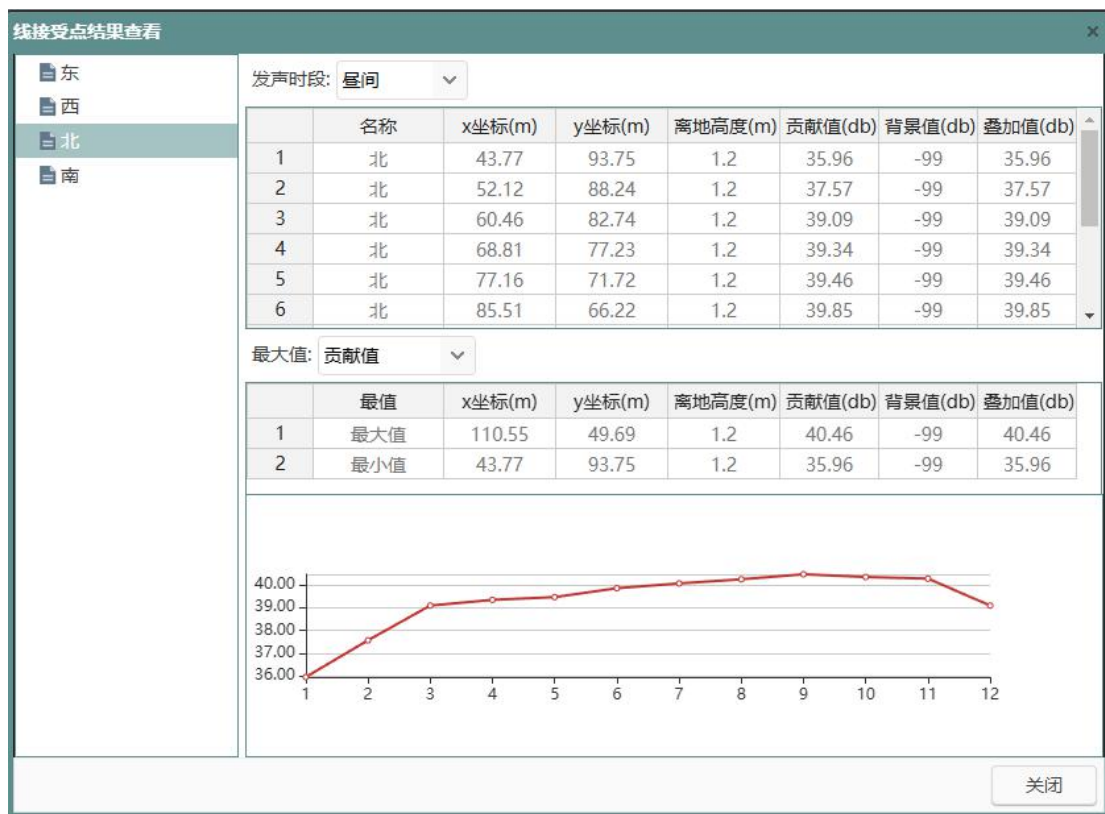 线接受点结果查看 ×
东
西
北
南
发声时段: 昼间
名称 x坐标(m) y坐标(m) 离地高度(m) 贡献值(db) 背景值(db) 叠加值(db)
1 北 43.77 93.75 1.2 35.96 -99 35.96
2 北 52.12 88.24 1.2 37.57 -99 37.57
3 北 60.46 82.74 1.2 39.09 -99 39.09
4 北 68.81 77.23 1.2 39.34 -99 39.34
5 北 77.16 71.72 1.2 39.46 -99 39.46
6 北 85.51 66.22 1.2 39.85 -99 39.85
最大值: 贡献值
最值 x坐标(m) y坐标(m) 离地高度(m) 贡献值(db) 背景值(db) 叠加值(db)
1 最大值 110.55 49.69 1.2 40.46 -99 40.46
2 最小值 43.77 93.75 1.2 35.96 -99 35.96
40.00
39.00
38.00
37.00
36.00
1 2 3 4 5 6 7 8 9 10 11 12
关闭